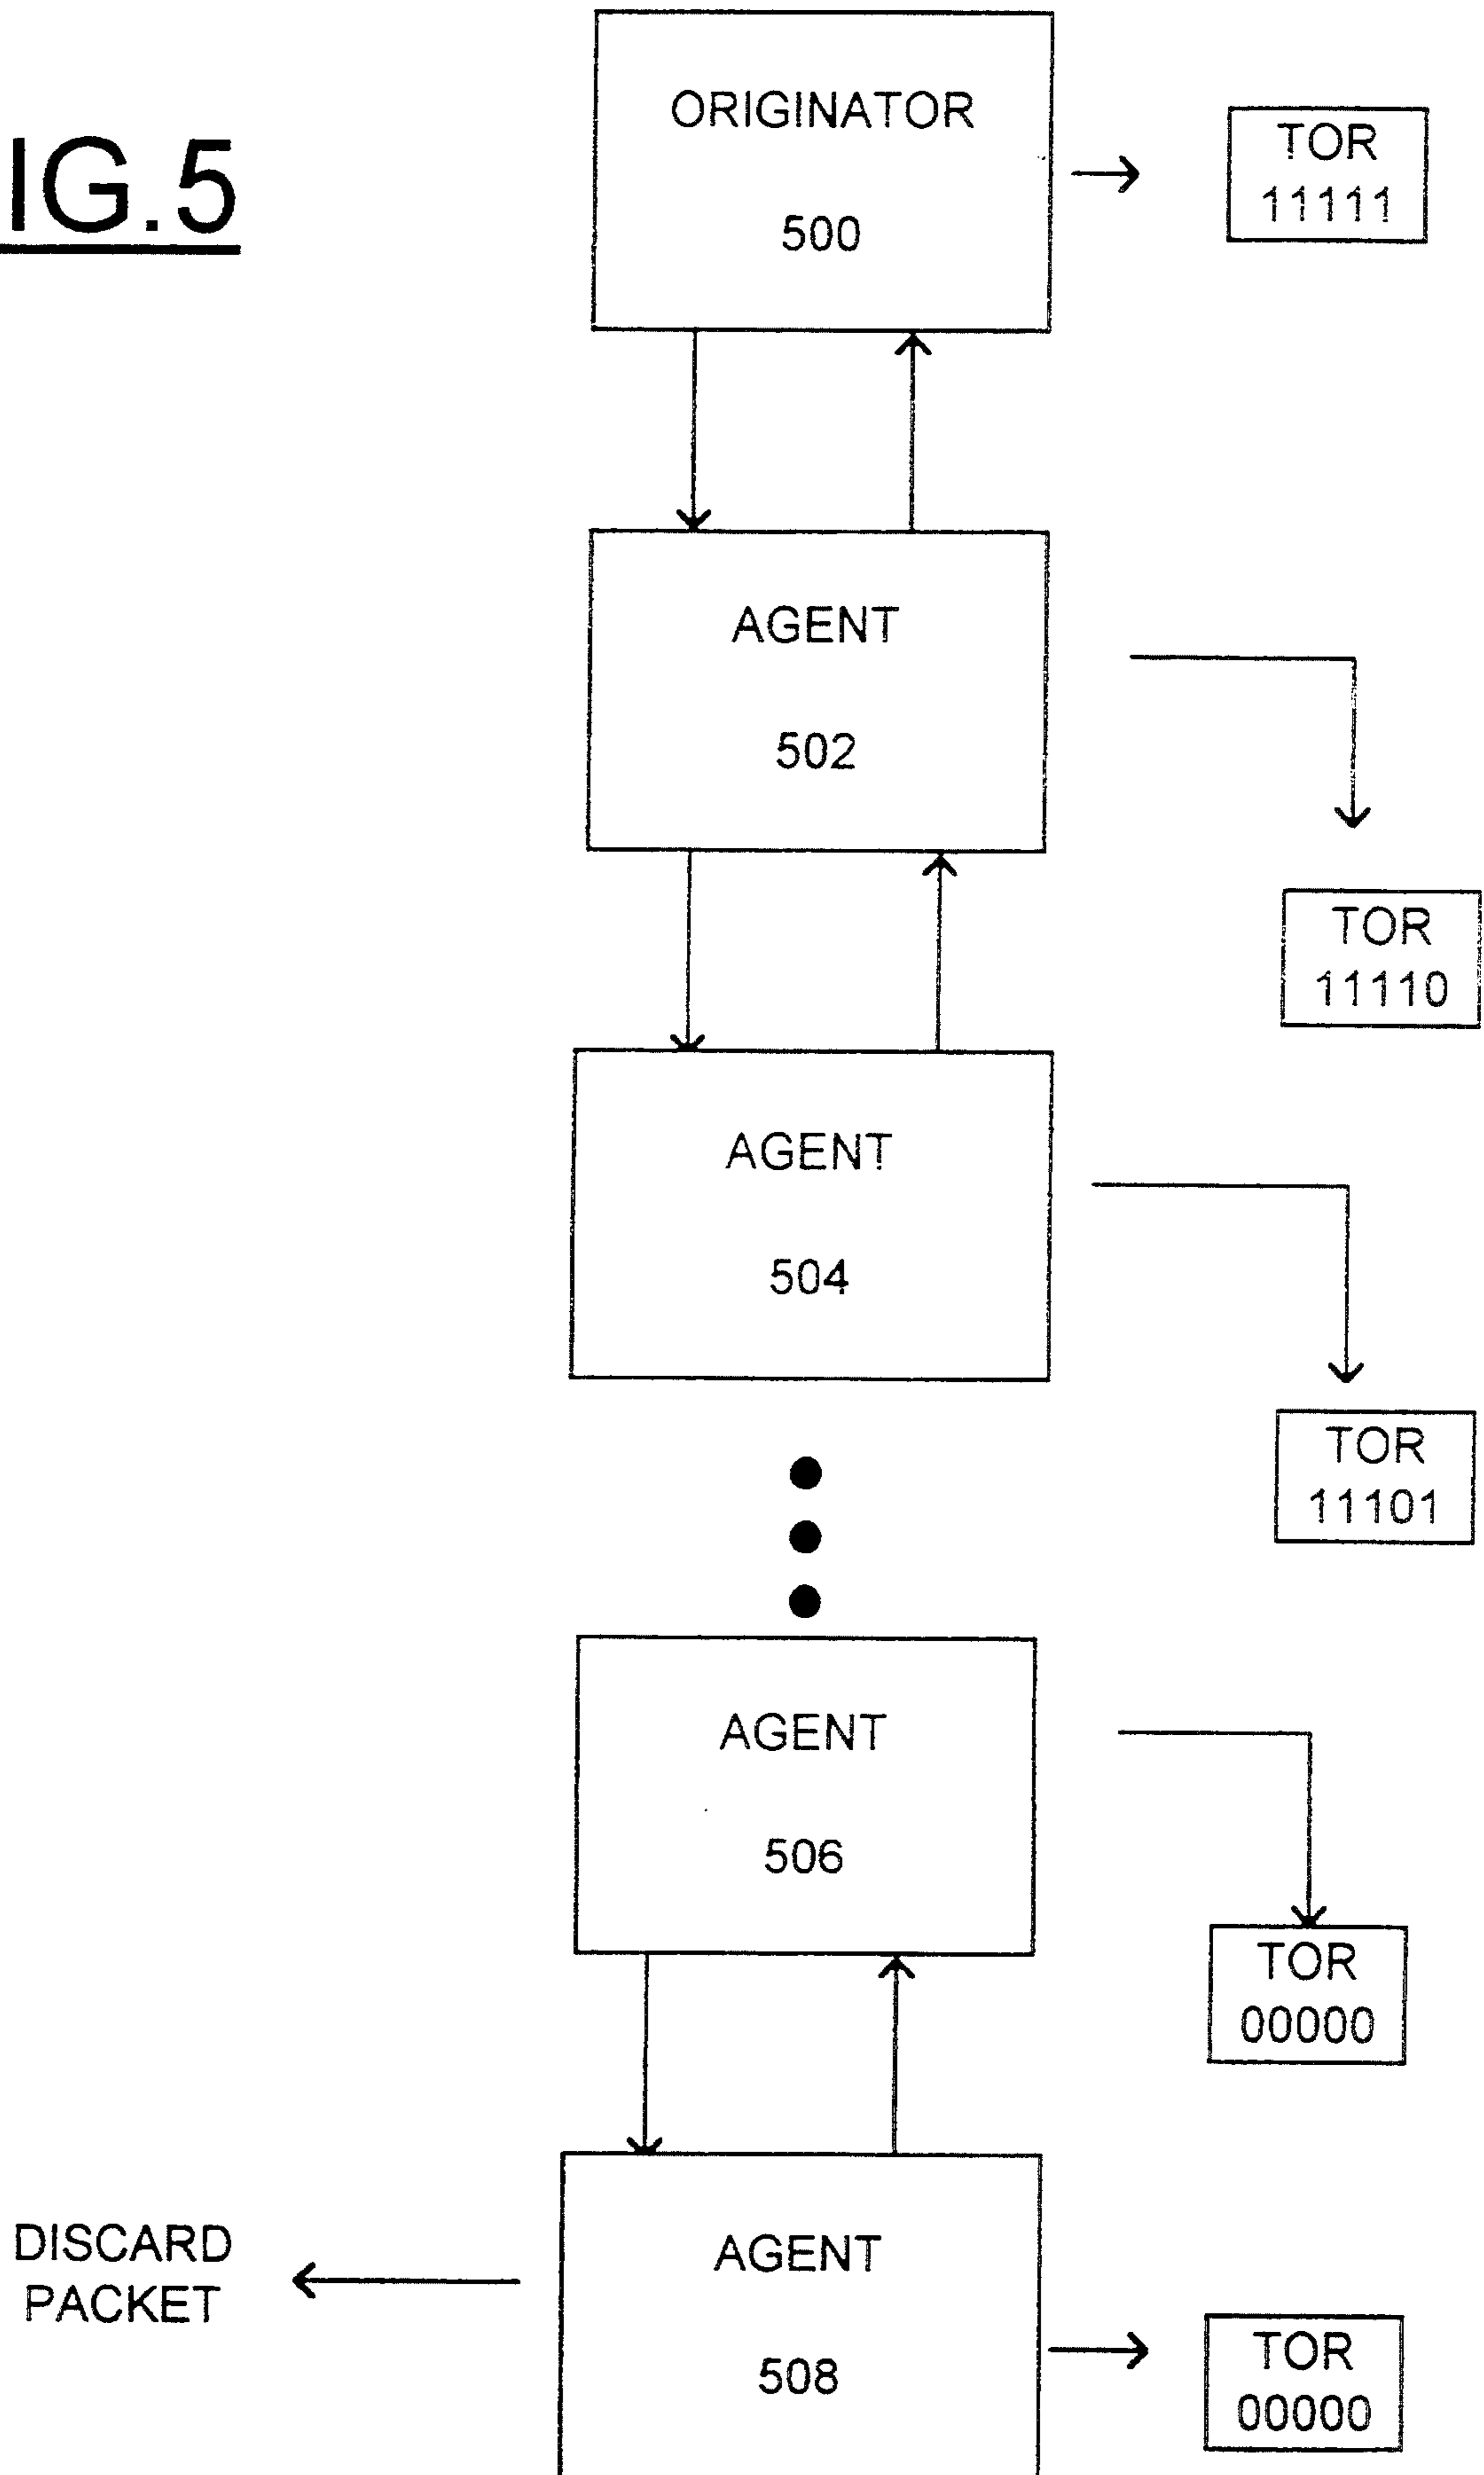 IG.5
ORIGINATOR
500
TOR
11111
AGENT
502
TOR
11110
AGENT
504
TOR
11101
AGENT
506
TOR
00000
DISCARD
PACKET
AGENT
508
TOR
00000